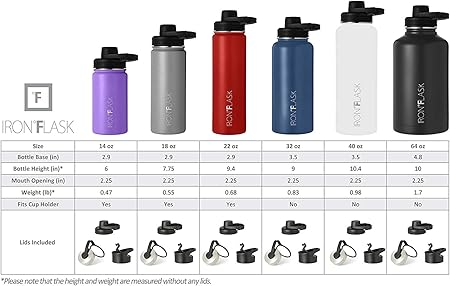 IRON FLASK
IRON FLASK
IRON FLASK
IRON FLASK
IRON FLASK
IRON FLASK
IRON FLASK
Size 14 oz 18 oz 22 oz 32 oz 40 oz 64 oz
Bottle Base (in) 2.9 2.9 2.9 3.5 3.5 4.8
Bottle Height (in)* 6 7.75 9.4 9 10.4 10
Mouth Opening (in) 2.25 2.25 2.25 2.25 2.25 2.25
Weight (lb)* 0.47 0.55 0.68 0.83 0.98 1.7
Fits Cup Holder Yes Yes Yes No No No
Lids Included
*Please note that the height and weight are measured without any lids.